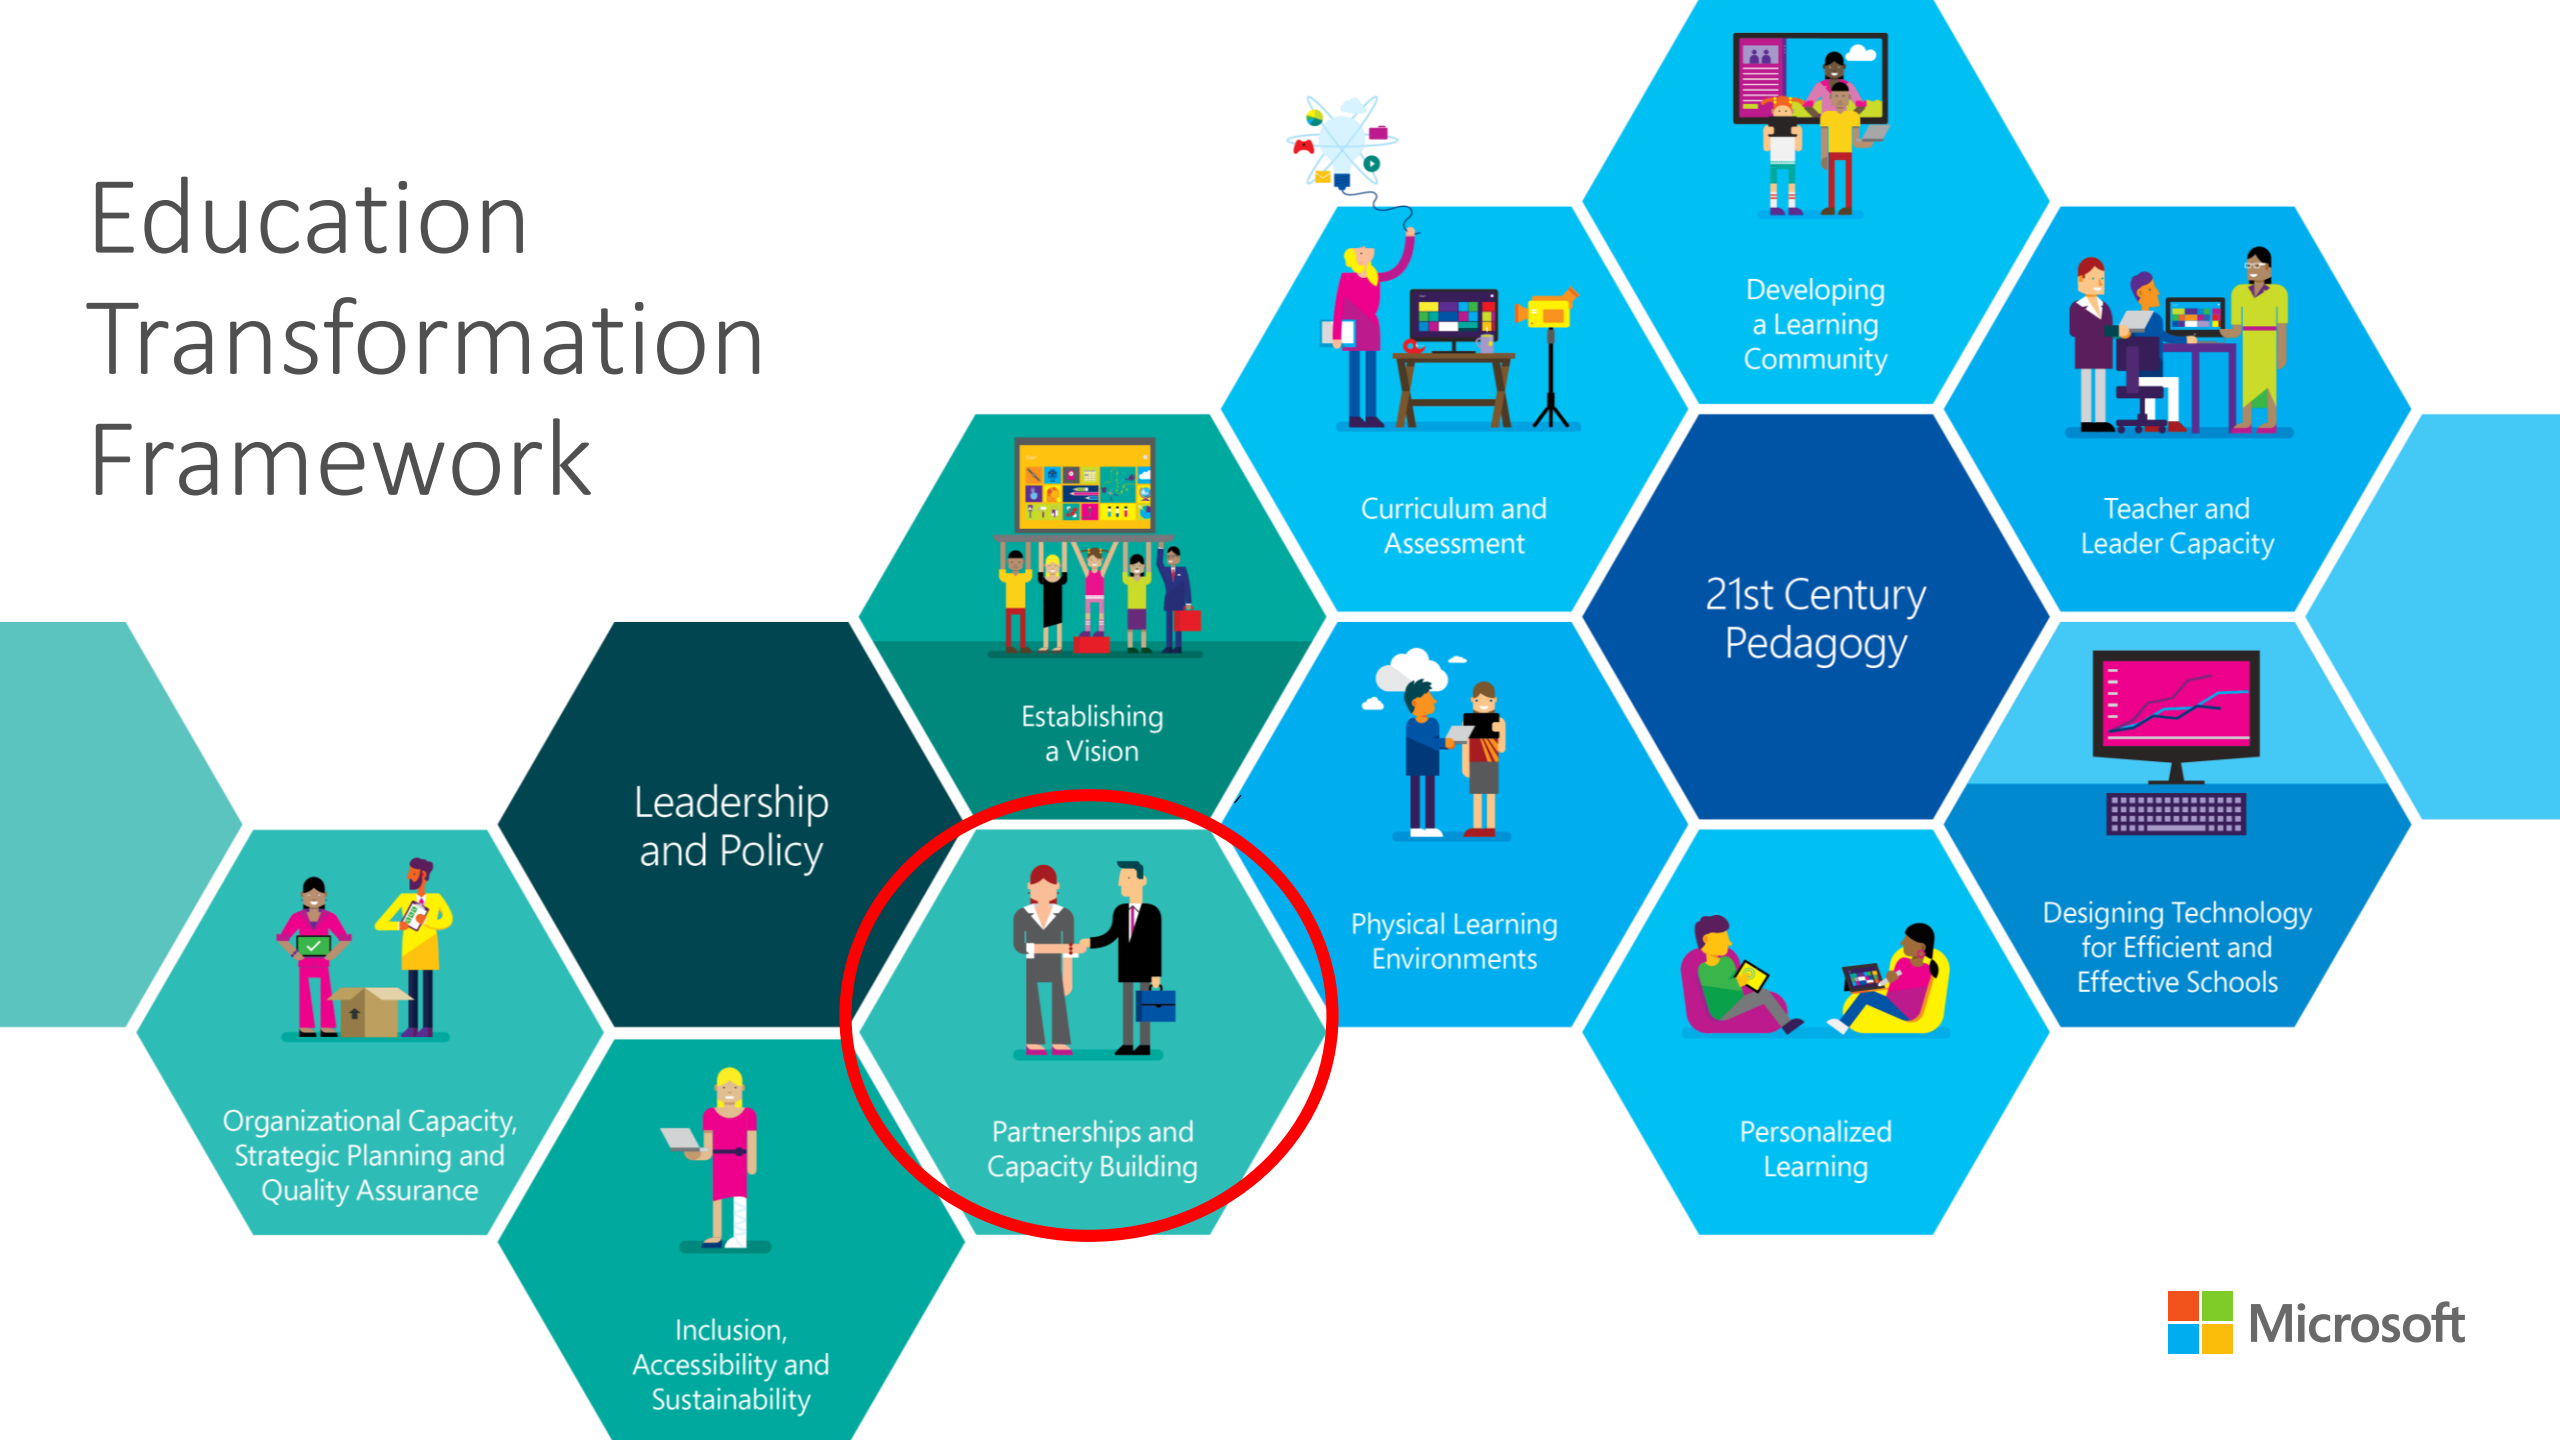 Education
Transformation
Framework
Developing
a Learning
Community
Curriculum and
Assessment
Teacher and
Leader Capacity
21st Century
Pedagogy
Establishing
a Vision
Leadership
and Policy
Physical Learning
Environments
Designing Technology
for Efficient and
Effective Schools
Organizational Capacity,
Strategic Planning and
Quality Assurance
Partnerships and
Capacity Building
Personalized
Learning
Inclusion,
Accessibility and
Sustainability
Microsoft